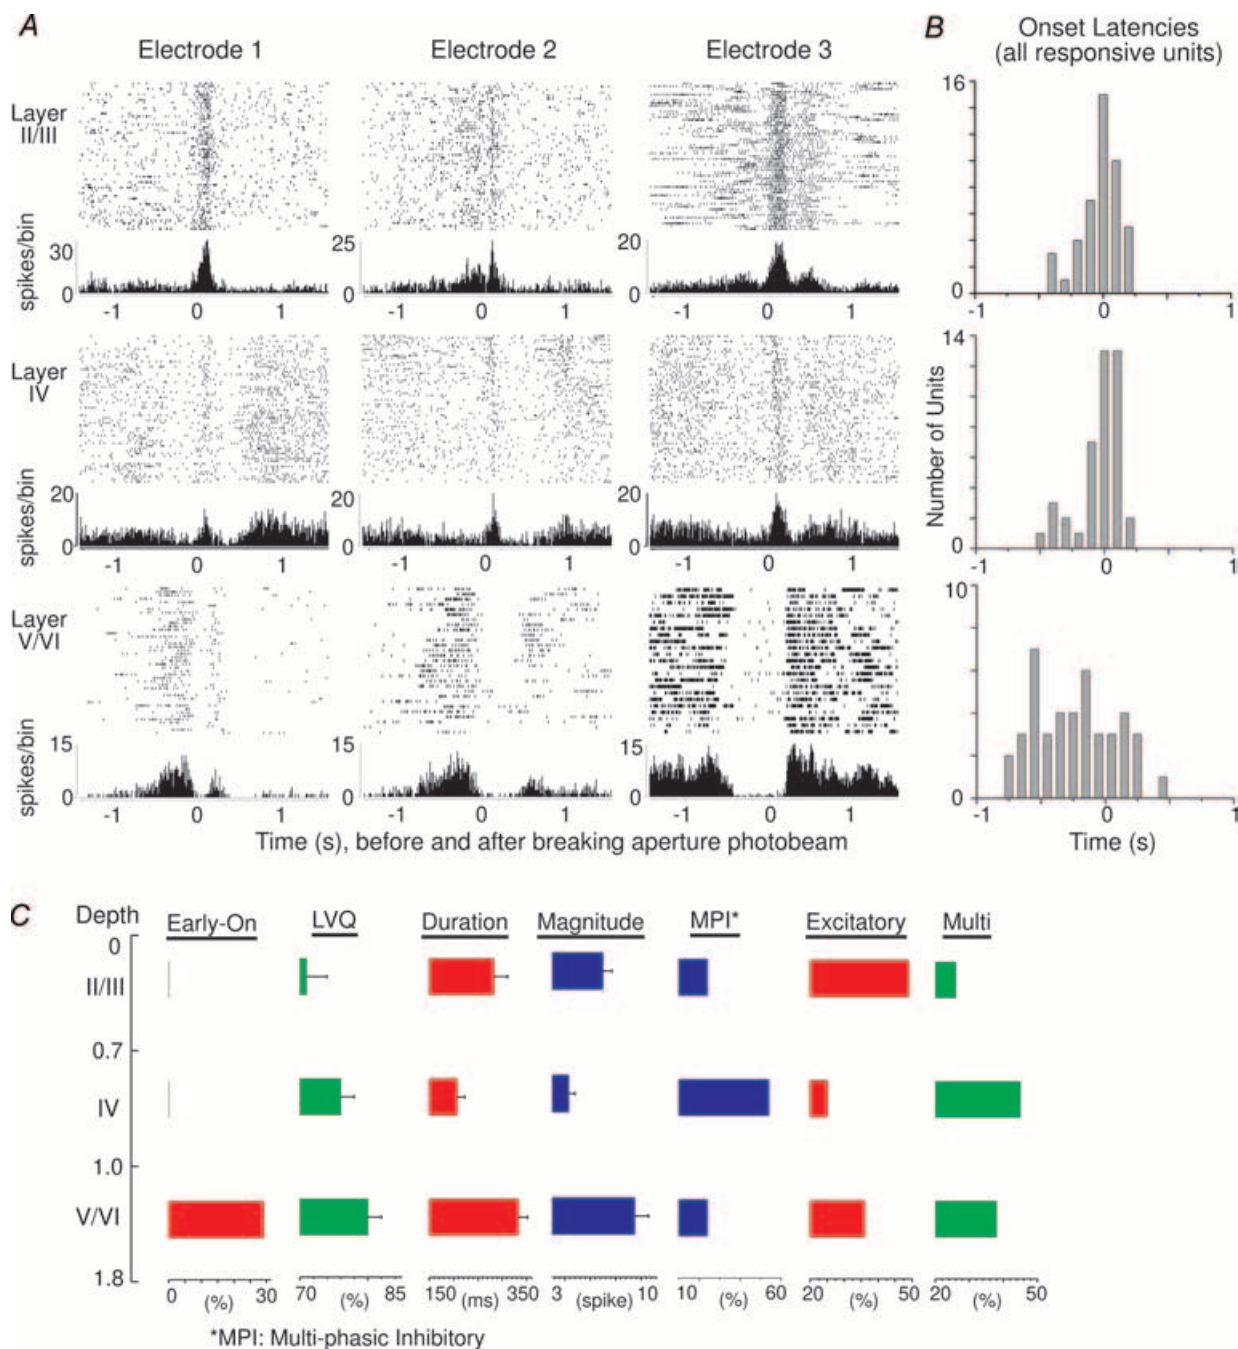 A
Electrode 1
Electrode 2
Electrode 3
Layer
II/III
spikes/bin
30
0
25
0
20
0
-1 0 1
-1 0 1
-1 0 1
Layer
IV
spikes/bin
20
0
20
0
20
0
-1 0 1
-1 0 1
-1 0 1
Layer
V/VI
spikes/bin
15
0
15
0
15
0
-1 0 1
-1 0 1
-1 0 1
Time (s), before and after breaking aperture photobeam
B
Onset Latencies
(all responsive units)
16
0
-1 0 1
Number of Units
14
0
-1 0 1
10
0
-1 0 1
Time (s)
C
Depth
Early-On
LVQ
Duration
Magnitude
MPI*
Excitatory
Multi
0
II/III
0.7
IV
1.0
V/VI
1.8
0 (%) 30
70 (%) 85
150 (ms) 350
3 (spike) 10
10 (%) 60
20 (%) 50
20 (%) 50
*MPI: Multi-phasic Inhibitory